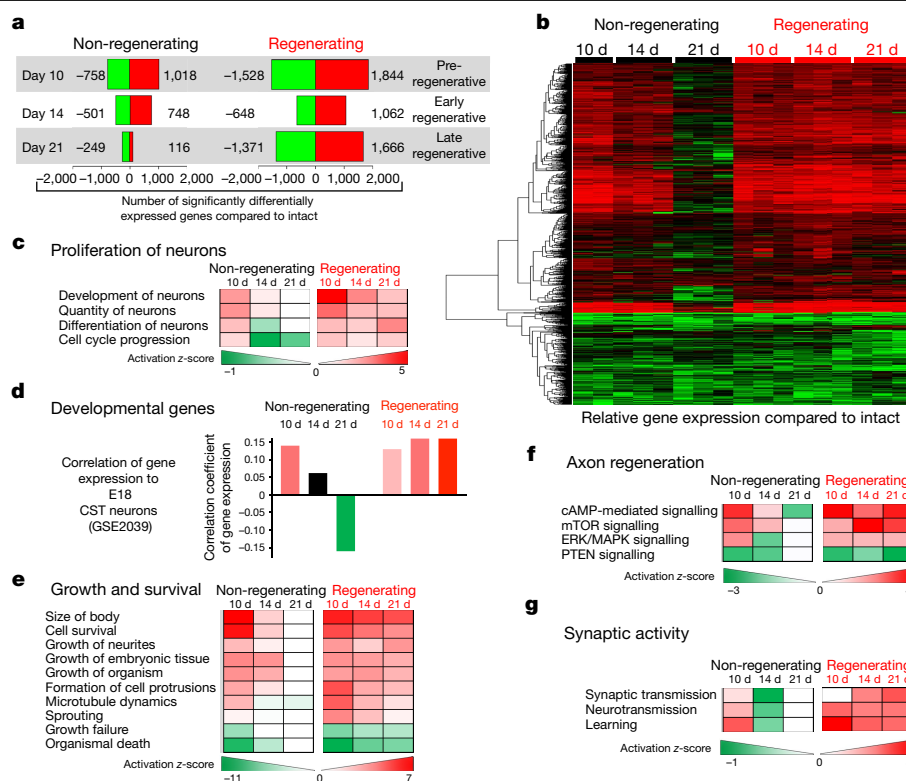 a
Non-regenerating Regenerating
Day 10 −758 1,018 −1,528 1,844 Pre-regenerative
Day 14 −501 748 −648 1,062 Early regenerative
Day 21 −249 116 −1,371 1,666 Late regenerative
−2,000 −1,000 0 1,000 −2,000 −1,000 0 1,000 2,000
Number of significantly differentially
expressed genes compared to intact
b
Non-regenerating Regenerating
10 d 14 d 21 d 10 d 14 d 21 d
Relative gene expression compared to intact
c Proliferation of neurons
Non-regenerating Regenerating
10 d 14 d 21 d 10 d 14 d 21 d
Development of neurons
Quantity of neurons
Differentiation of neurons
Cell cycle progression
Activation z-score
−1 0 5
d
Developmental genes
Non-regenerating Regenerating
10 d 14 d 21 d 10 d 14 d 21 d
Correlation of gene
expression to
E18
CST neurons
(GSE2039)
Correlation coefficient
of gene expression
0.15
0.10
0.05
0
−0.05
−0.10
−0.15
e Growth and survival
Non-regenerating Regenerating
10 d 14 d 21 d 10 d 14 d 21 d
Size of body
Cell survival
Growth of neurites
Growth of embryonic tissue
Growth of organism
Formation of cell protrusions
Microtubule dynamics
Sprouting
Growth failure
Organismal death
Activation z-score
−11 0 7
f
Axon regeneration
Non-regenerating Regenerating
10 d 14 d 21 d 10 d 14 d 21 d
cAMP-mediated signalling
mTOR signalling
ERK/MAPK signalling
PTEN signalling
Activation z-score
−3 0
g
Synaptic activity
Non-regenerating Regenerating
10 d 14 d 21 d 10 d 14 d 21 d
Synaptic transmission
Neurotransmission
Learning
Activation z-score
−1 0